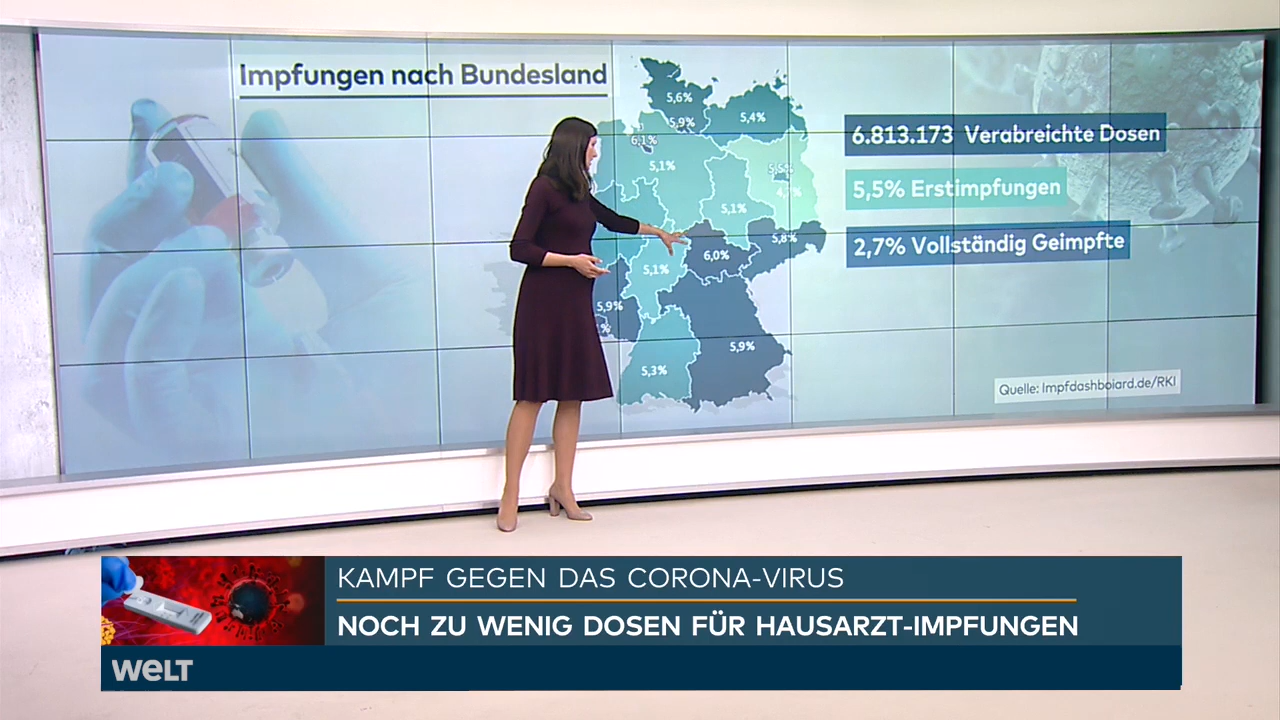 Impfungen nach Bundesland
5,6%
5,9%
5,4%
6,1%
5,1%
5,5%
5,1%
5,8%
6,0%
5,1%
5,9%
%
5,9%
5,3%
6.813.173 Verabreichte Dosen
5,5% Erstimpfungen
2,7% Vollständig Geimpfte
Quelle: Impfdashboiard.de/RKI
KAMPF GEGEN DAS CORONA-VIRUS
NOCH ZU WENIG DOSEN FÜR HAUSARZT-IMPFUNGEN
WELT